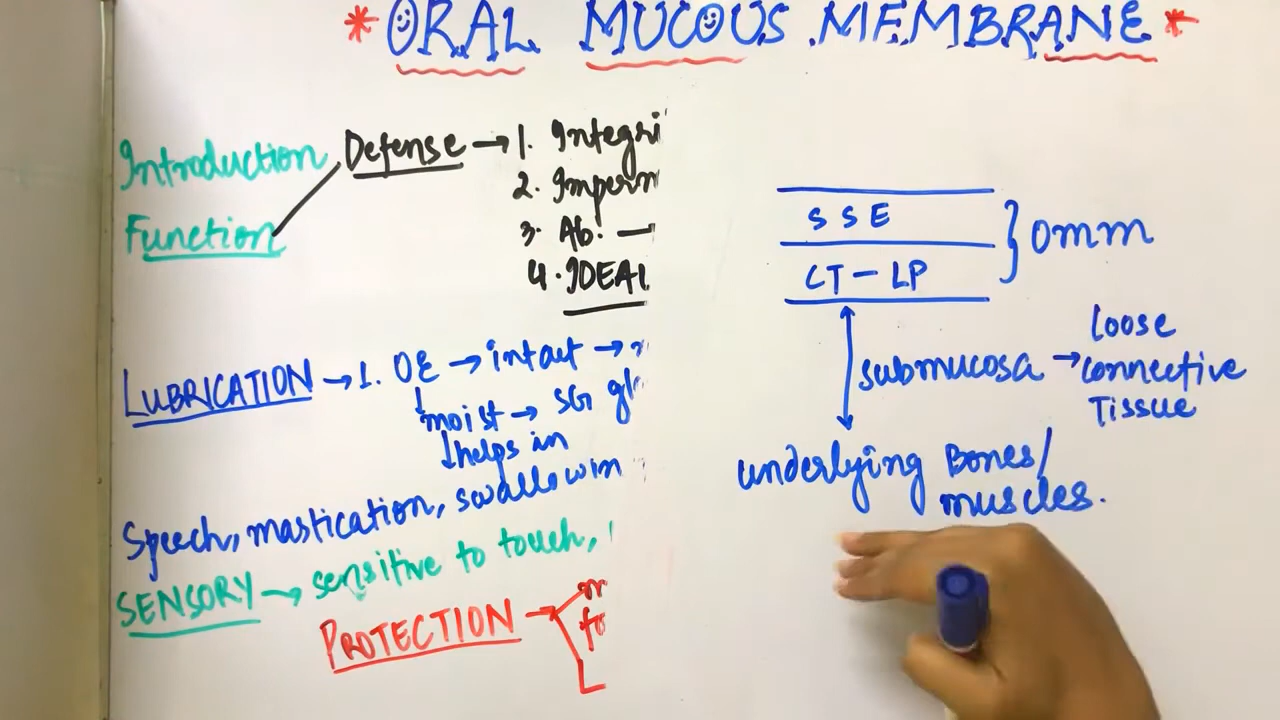 * ORAL MUCOUS MEMBRANE *
Introduction
Function
Defense → 1. Integri
2. Imperm
3. Ab. —
4. IDEAL
LUBRICATION → 1. OE → intact →
↓
moist → SG gl
↓ helps in
Speech, mastication, swallowin
SENSORY → sensitive to touch,
PROTECTION →
fo
SSE
CT - LP
} OMM
submucosa → Loose
connective
Tissue
underlying Bones/
muscles.